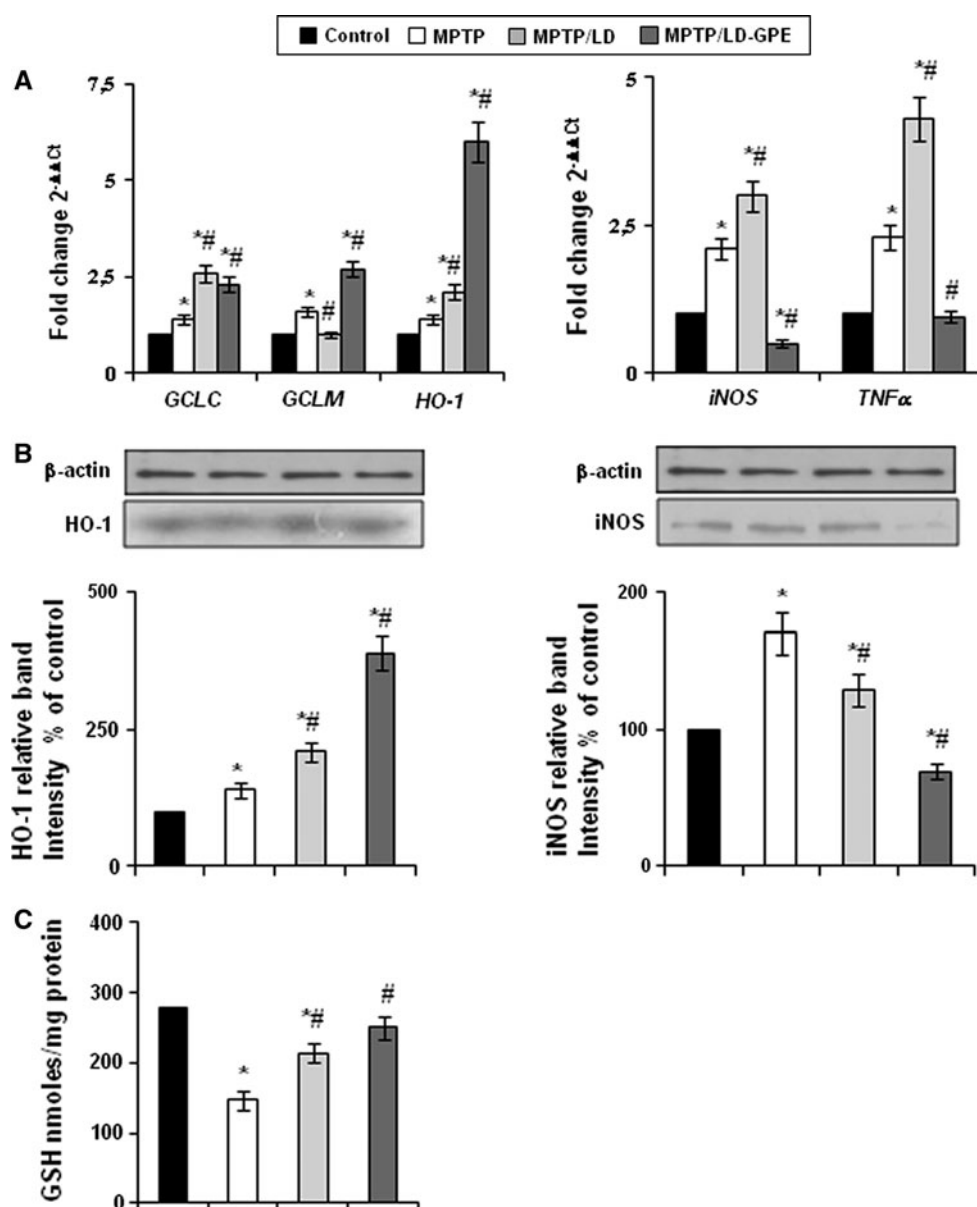 Control MPTP MPTP/LD MPTP/LD-GPE
A
Fold change 2-▲▲Ct
7,5
5
2,5
0
* *# *#
* # *#
* *# *#
GCLC GCLM HO-1
Fold change 2-▲▲Ct
5
2,5
0
* *# *#
* *# #
iNOS TNFα
B
β-actin
HO-1
HO-1 relative band
Intensity % of control
500
250
0
* *# *#
β-actin
iNOS
iNOS relative band
Intensity % of control
200
100
0
* *# *#
C
GSH nmoles/mg protein
400
300
200
100
0
* *# #